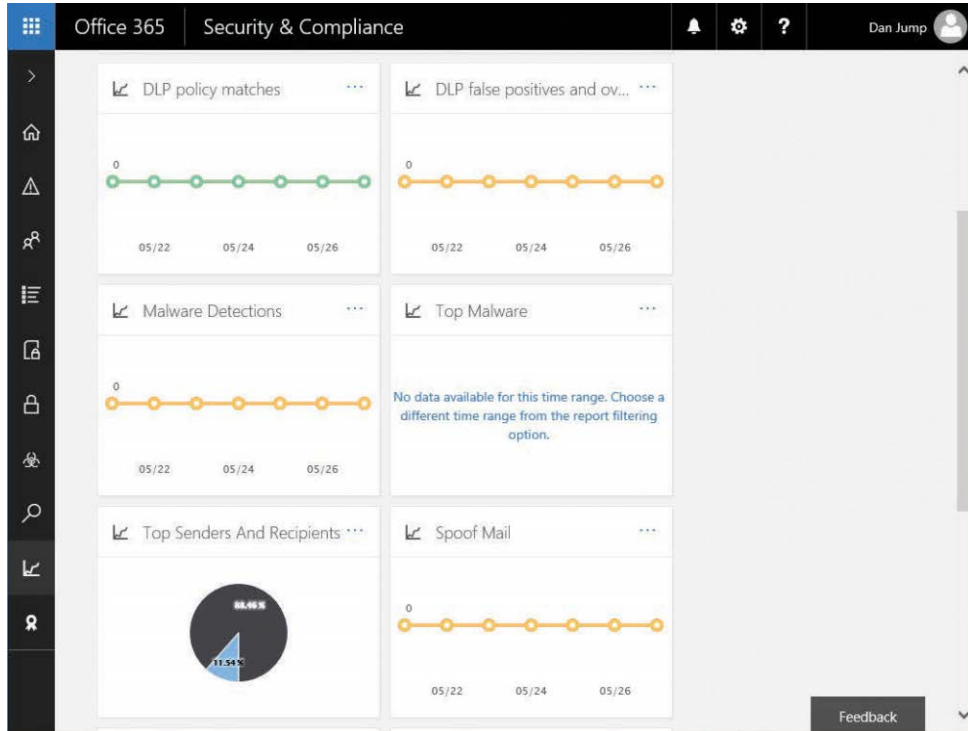 Office 365
Security & Compliance
?
Dan Jump
DLP policy matches
...
DLP false positives and ov...
...
0
05/22 05/24 05/26
0
05/22 05/24 05/26
Malware Detections
...
Top Malware
...
0
05/22 05/24 05/26
No data available for this time range. Choose a
different time range from the report filtering
option.
Top Senders And Recipients
...
Spoof Mail
...
88.46 %
11.54 %
0
05/22 05/24 05/26
Feedback